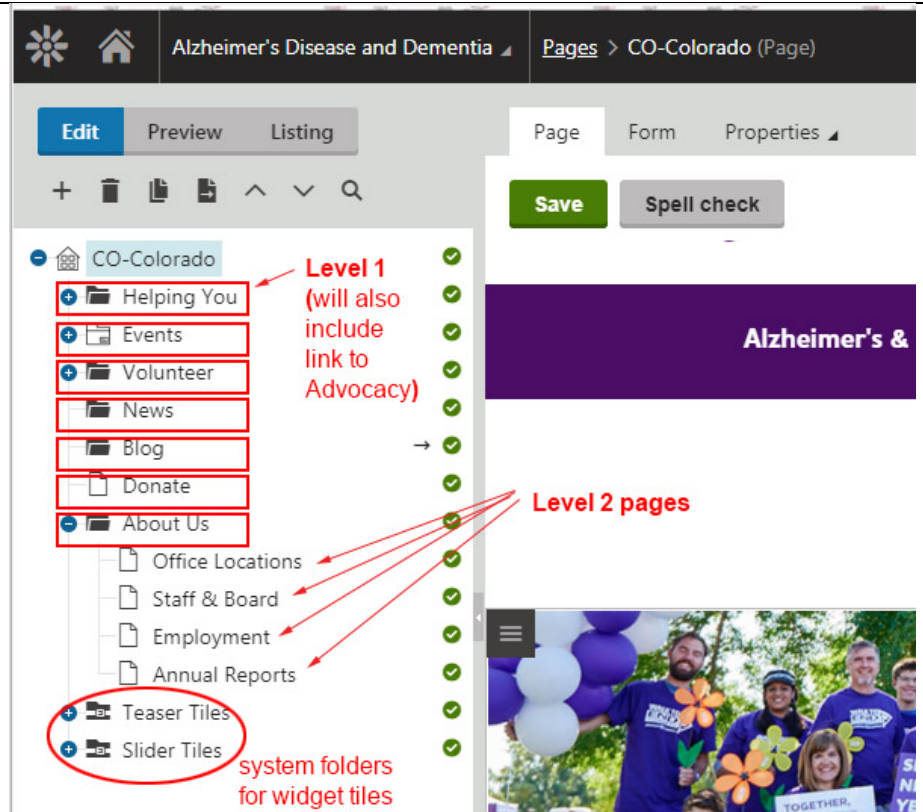 Alzheimer's Disease and Dementia
Pages > CO-Colorado (Page)
Edit Preview Listing
Page Form Properties
Save Spell check
CO-Colorado
Helping You
Events
Volunteer
News
Blog
Donate
About Us
Office Locations
Staff & Board
Employment
Annual Reports
Teaser Tiles
Slider Tiles
Level 1
(will also
include
link to
Advocacy)
Level 2 pages
system folders
for widget tiles
Alzheimer's &
TOGETHER,